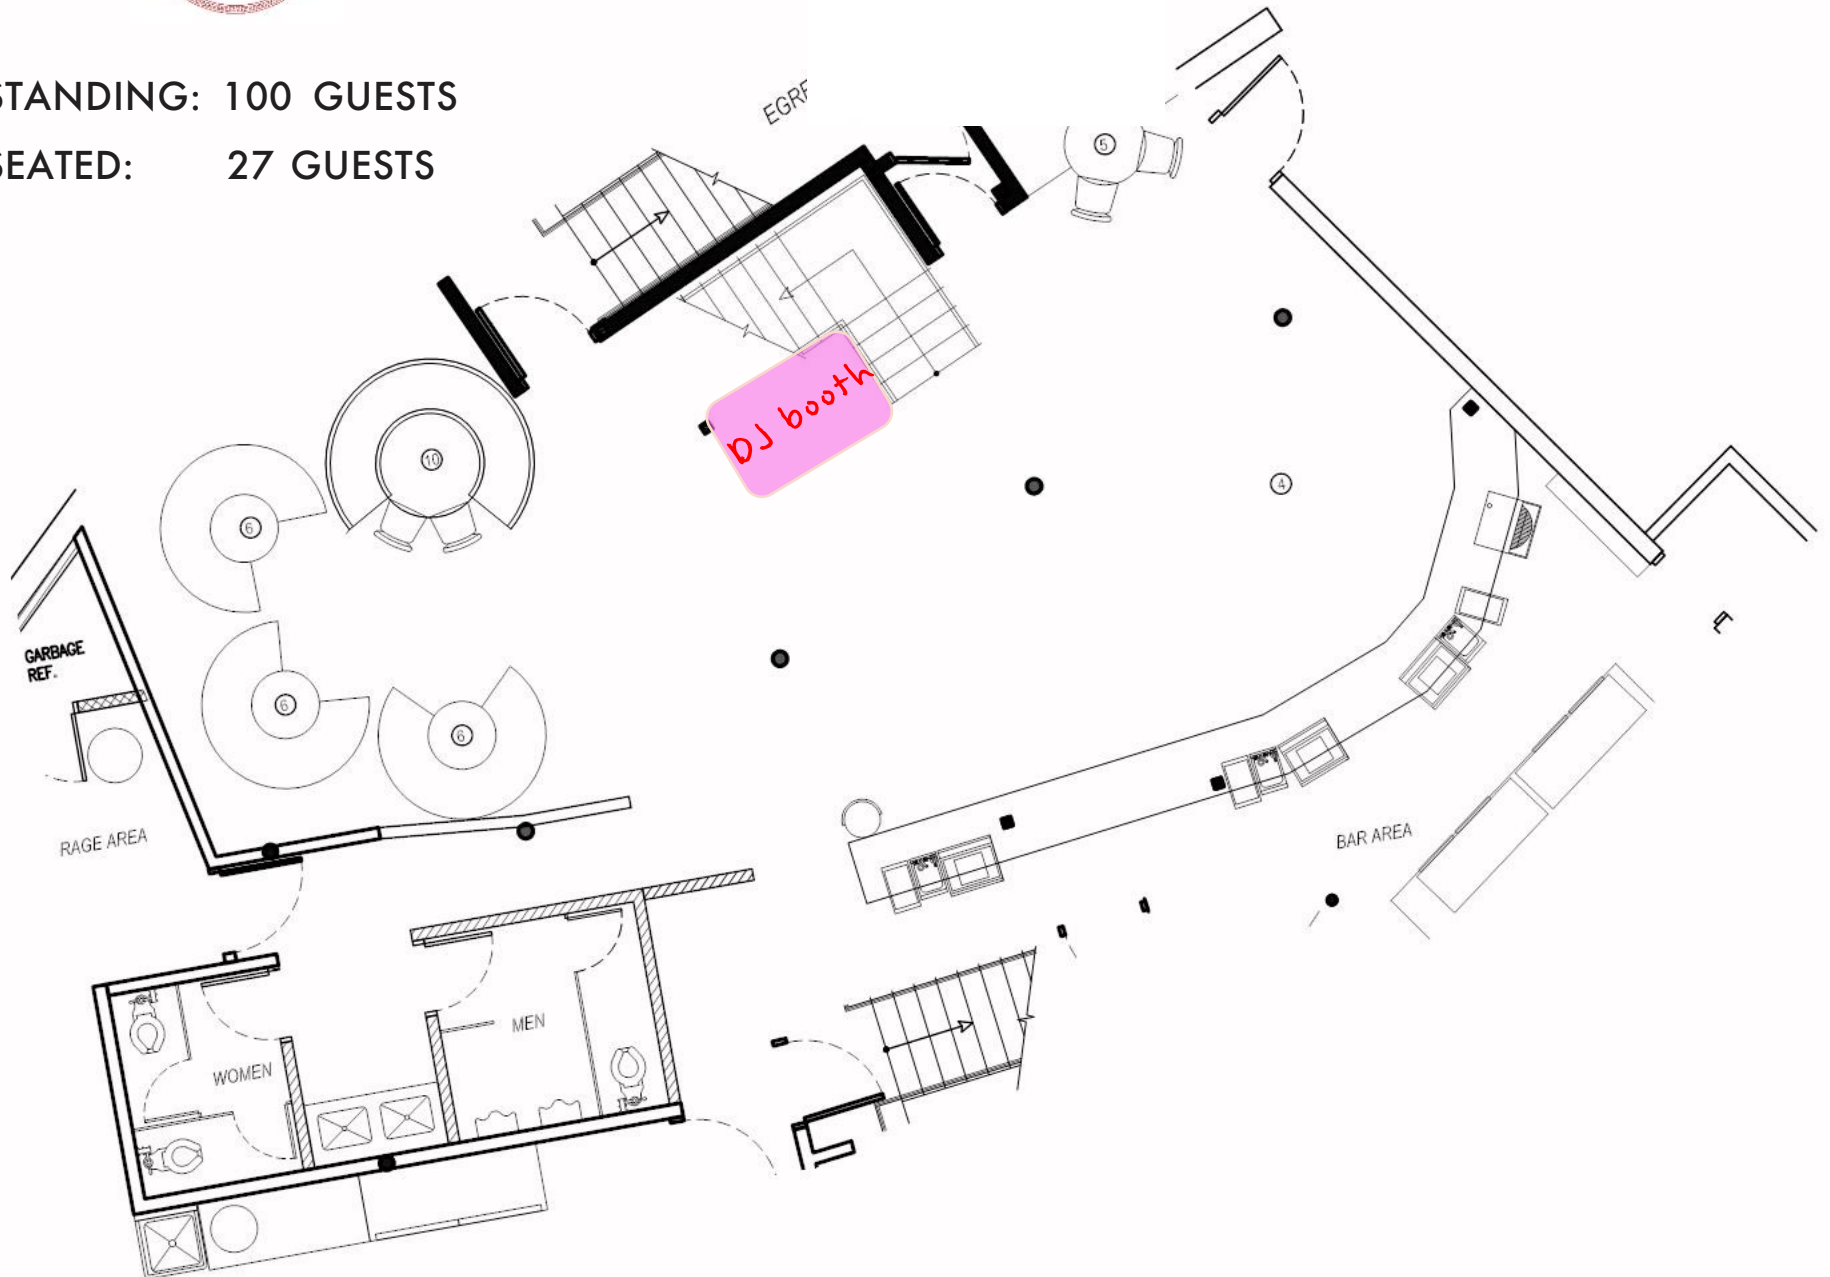 STANDING: 100 GUESTS
SEATED: 27 GUESTS
EGRE
5
DJ booth
10
4
6
6
6
GARBAGE
REF.
RAGE AREA
BAR AREA
MEN
WOMEN